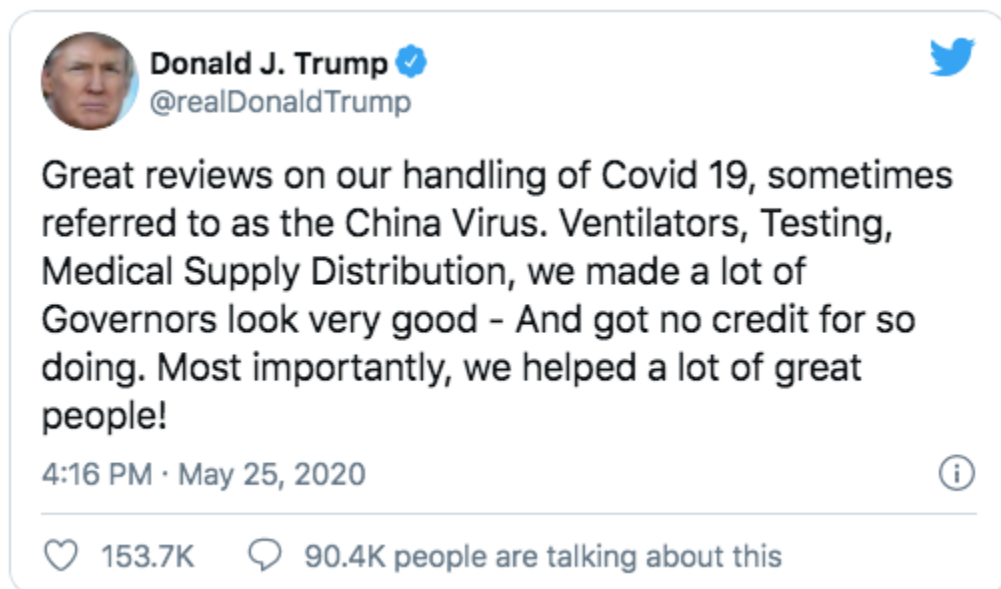 Donald J. Trump
@realDonaldTrump
Great reviews on our handling of Covid 19, sometimes
referred to as the China Virus. Ventilators, Testing,
Medical Supply Distribution, we made a lot of
Governors look very good - And got no credit for so
doing. Most importantly, we helped a lot of great
people!
4:16 PM · May 25, 2020
153.7K 90.4K people are talking about this